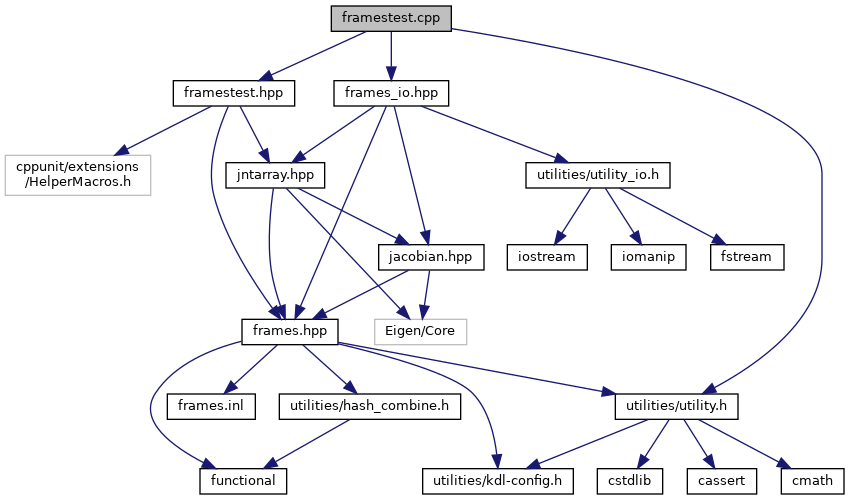 framestest.cpp
framestest.hpp
frames_io.hpp
cppunit/extensions
/HelperMacros.h
jntarray.hpp
utilities/utility_io.h
jacobian.hpp
iostream
iomanip
fstream
frames.hpp
Eigen/Core
frames.inl
utilities/hash_combine.h
utilities/utility.h
functional
utilities/kdl-config.h
cstdlib
cassert
cmath